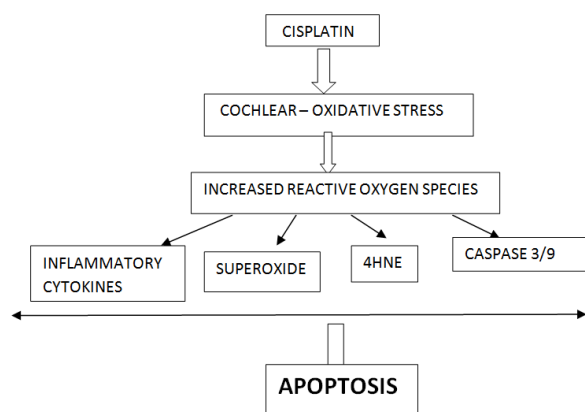 CISPLATIN
COCHLEAR – OXIDATIVE STRESS
INCREASED REACTIVE OXYGEN SPECIES
INFLAMMATORY
CYTOKINES
SUPEROXIDE
4HNE
CASPASE 3/9
APOPTOSIS